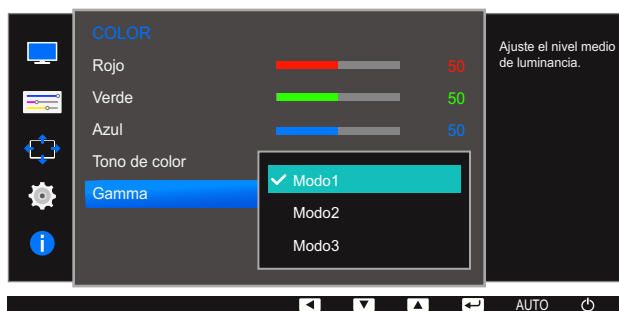 COLOR
Rojo 50
Verde 50
Azul 50
Tono de color
Gamma
Modo1
Modo2
Modo3
Ajuste el nivel medio
de luminancia.
AUTO